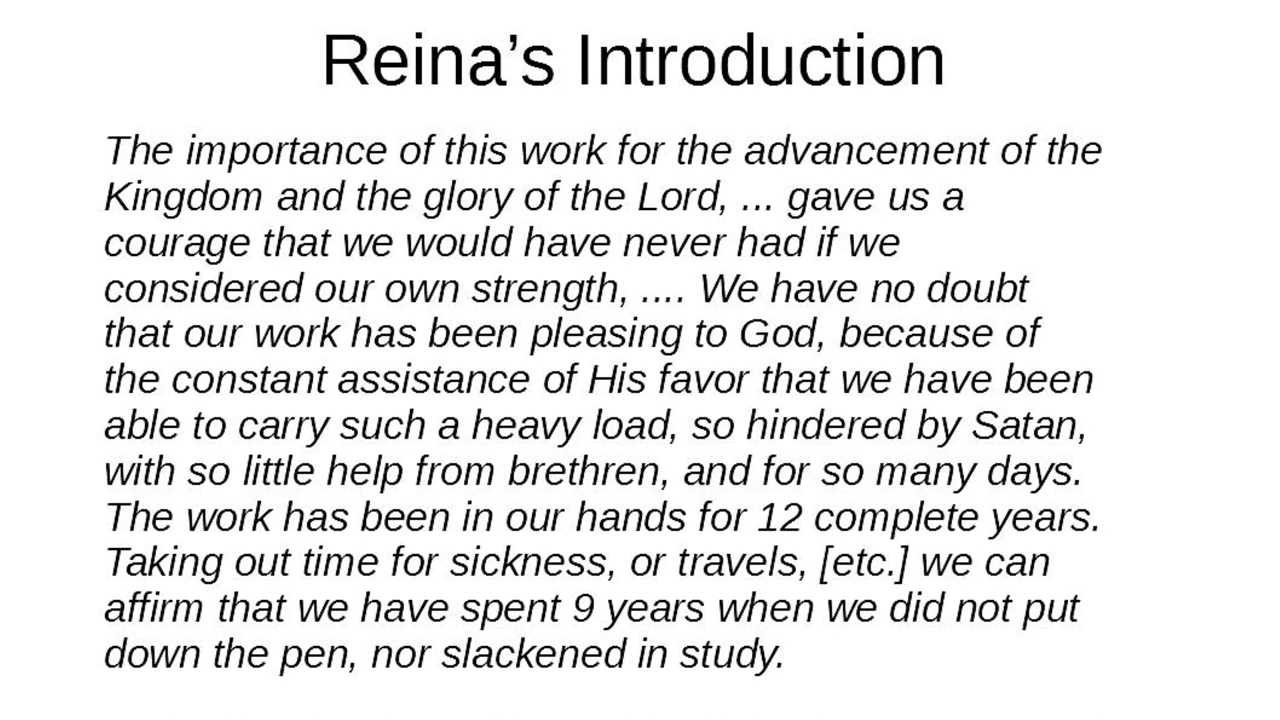 Reina’s Introduction
The importance of this work for the advancement of the
Kingdom and the glory of the Lord, ... gave us a
courage that we would have never had if we
considered our own strength, .... We have no doubt
that our work has been pleasing to God, because of
the constant assistance of His favor that we have been
able to carry such a heavy load, so hindered by Satan,
with so little help from brethren, and for so many days.
The work has been in our hands for 12 complete years.
Taking out time for sickness, or travels, [etc.] we can
affirm that we have spent 9 years when we did not put
down the pen, nor slackened in study.